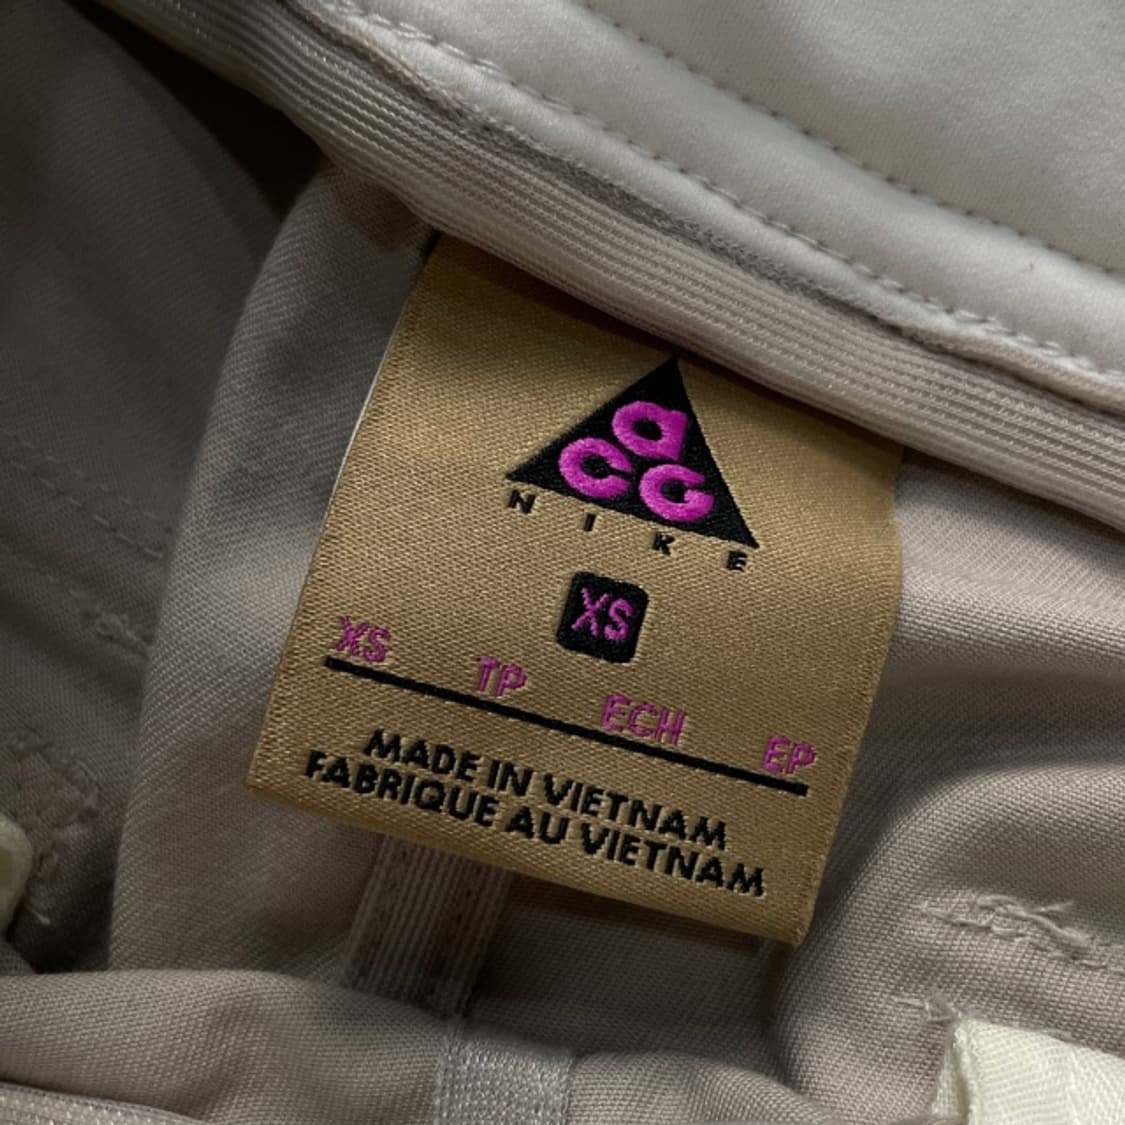 acg
NIKE
XS
XS TP ECH EP
MADE IN VIETNAM
FABRIQUE AU VIETNAM